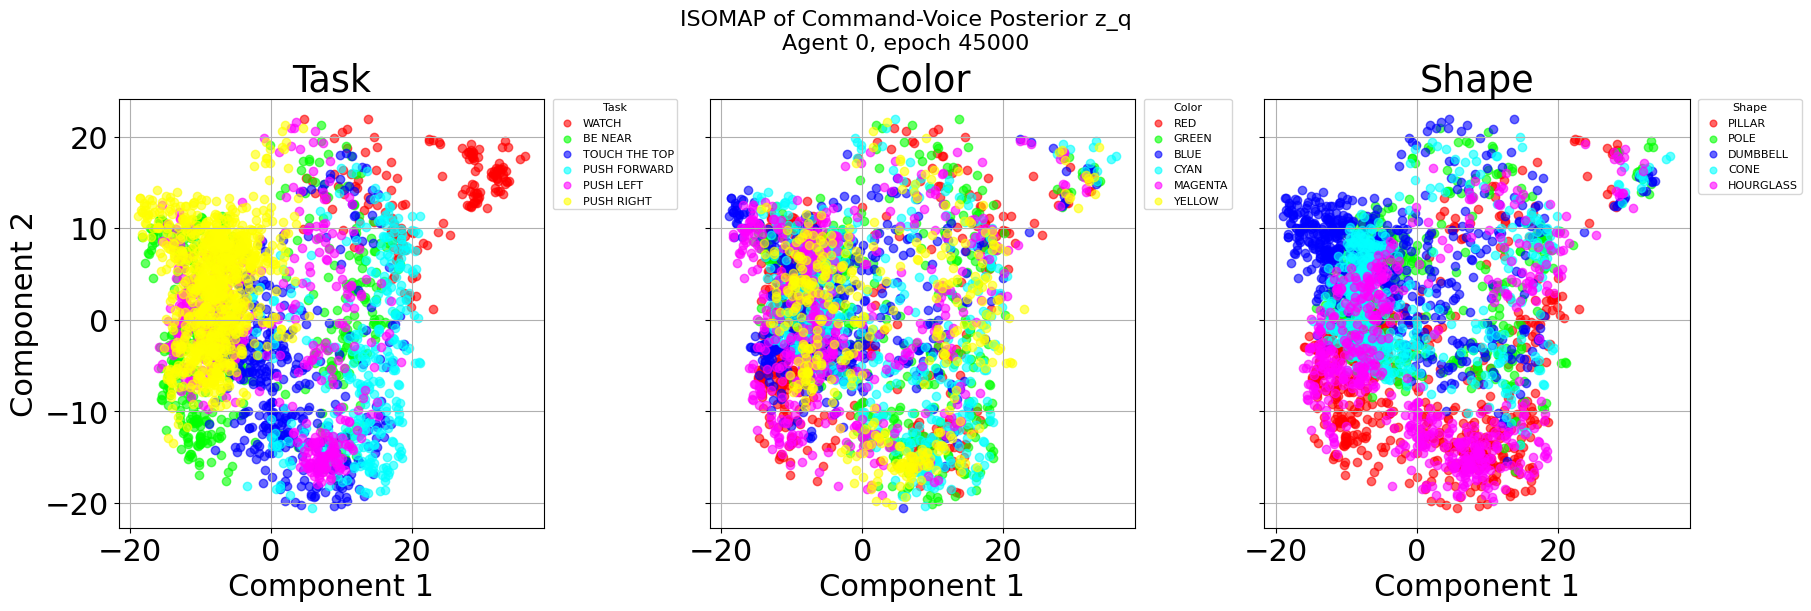 ISOMAP of Command-Voice Posterior z_q
Agent 0, epoch 45000
Task
Color
Shape
Task
WATCH
BE NEAR
TOUCH THE TOP
PUSH FORWARD
PUSH LEFT
PUSH RIGHT
Color
RED
GREEN
BLUE
CYAN
MAGENTA
YELLOW
Shape
PILLAR
POLE
DUMBBELL
CONE
HOURGLASS
Component 2
20
10
0
−10
−20
−20 0 20
−20 0 20
−20 0 20
Component 1
Component 1
Component 1